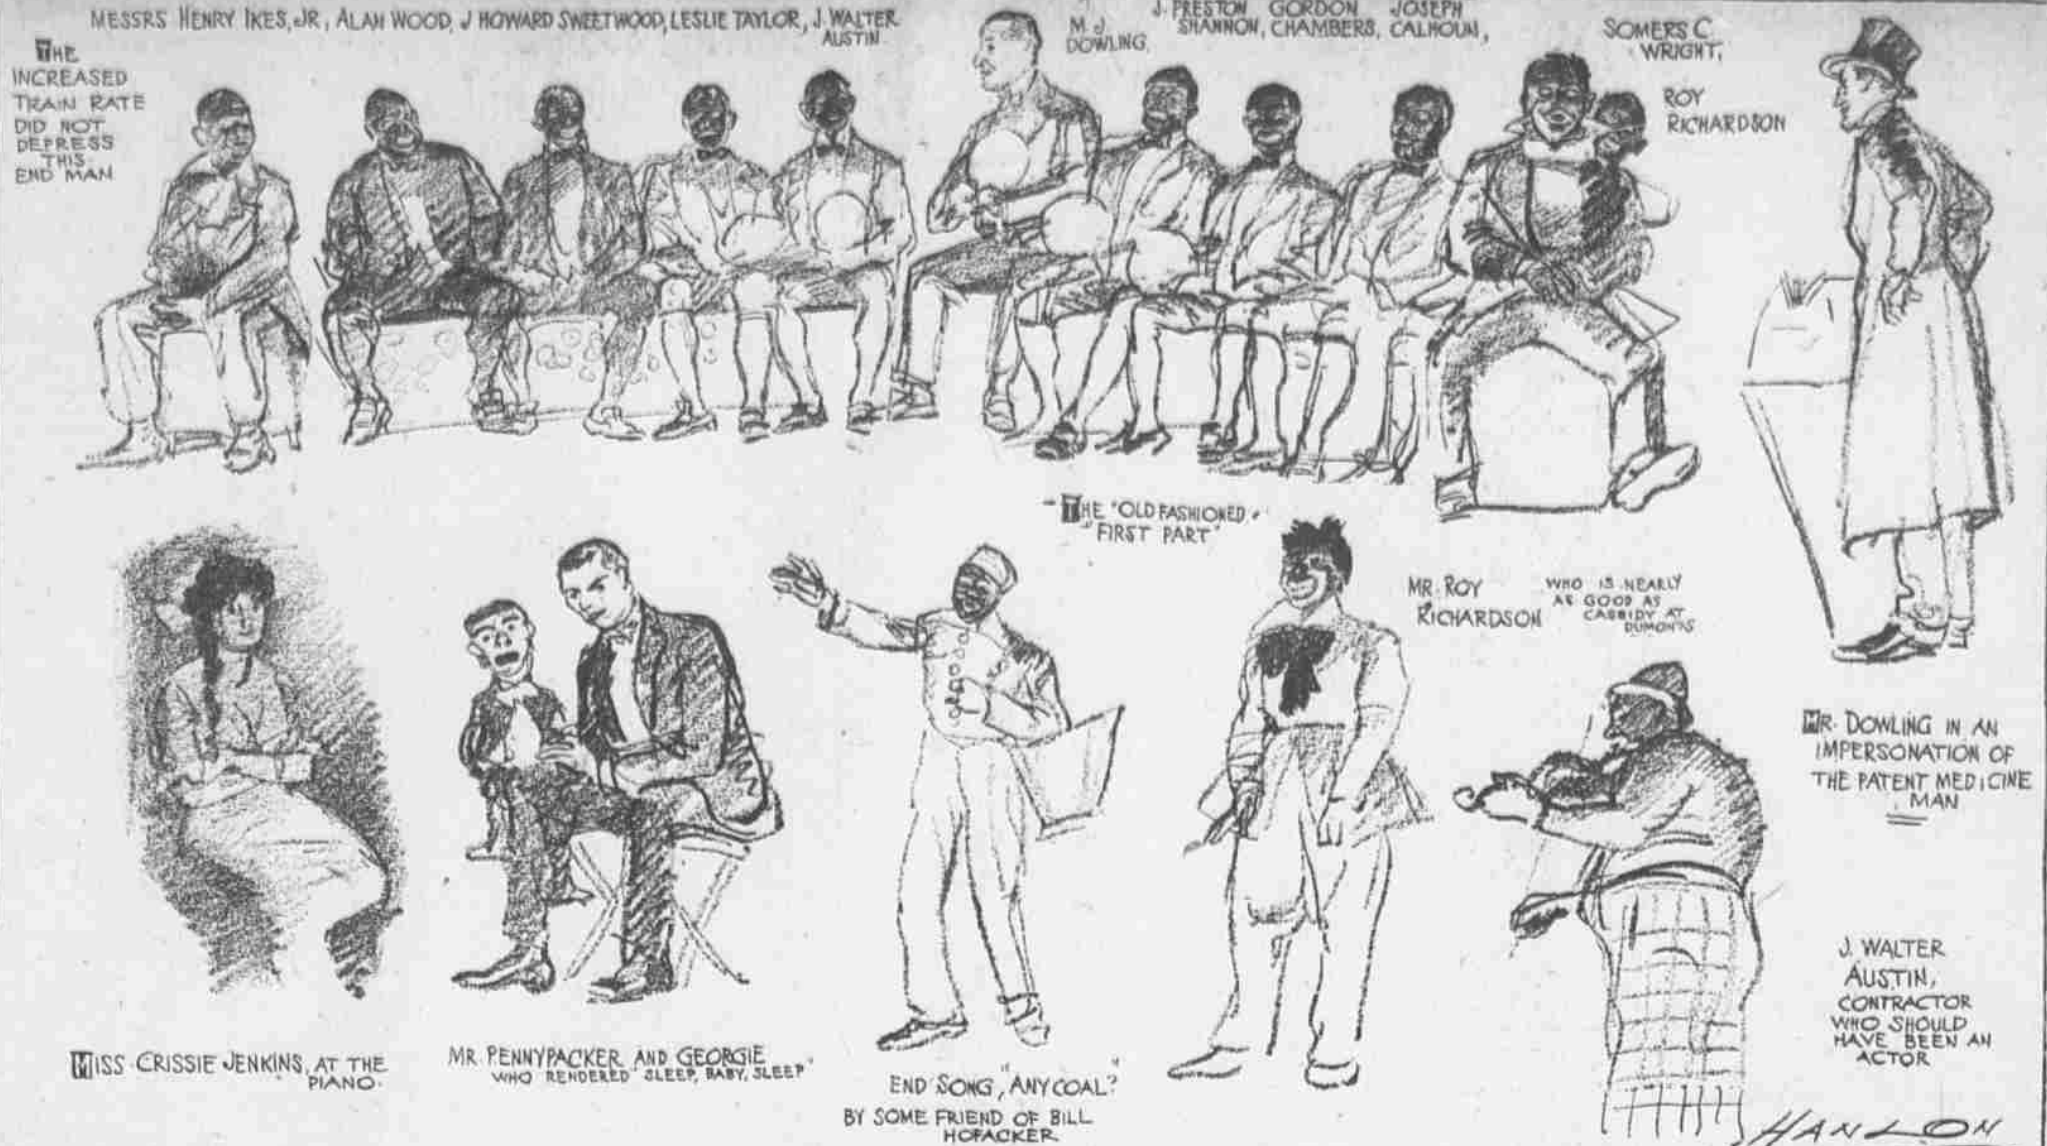 MESSRS HENRY IKES, JR, ALAN WOOD, J HOWARD SWEETWOOD, LESLIE TAYLOR, J. WALTER
AUSTIN
M. J.
DOWLING,
J. PRESTON GORDON JOSEPH
SHANNON, CHAMBERS, CALHOUN,
SOMERS C.
WRIGHT,
ROY
RICHARDSON
THE
INCREASED
TRAIN RATE
DID NOT
DEPRESS
THIS
END MAN
THE "OLD FASHIONED
"FIRST PART"
MR. ROY
RICHARDSON
WHO IS NEARLY
AS GOOD AS
CASSIDY AT
DUMONTS
MR. DOWLING IN AN
IMPERSONATION OF
THE PATENT MEDICINE
MAN
MISS CRISSIE JENKINS, AT THE
PIANO.
MR. PENNYPACKER AND GEORGIE
WHO RENDERED "SLEEP, BABY, SLEEP"
END SONG, "ANY COAL?"
BY SOME FRIEND OF BILL
HOFACKER
J. WALTER
AUSTIN,
CONTRACTOR
WHO SHOULD
HAVE BEEN AN
ACTOR
HANLON